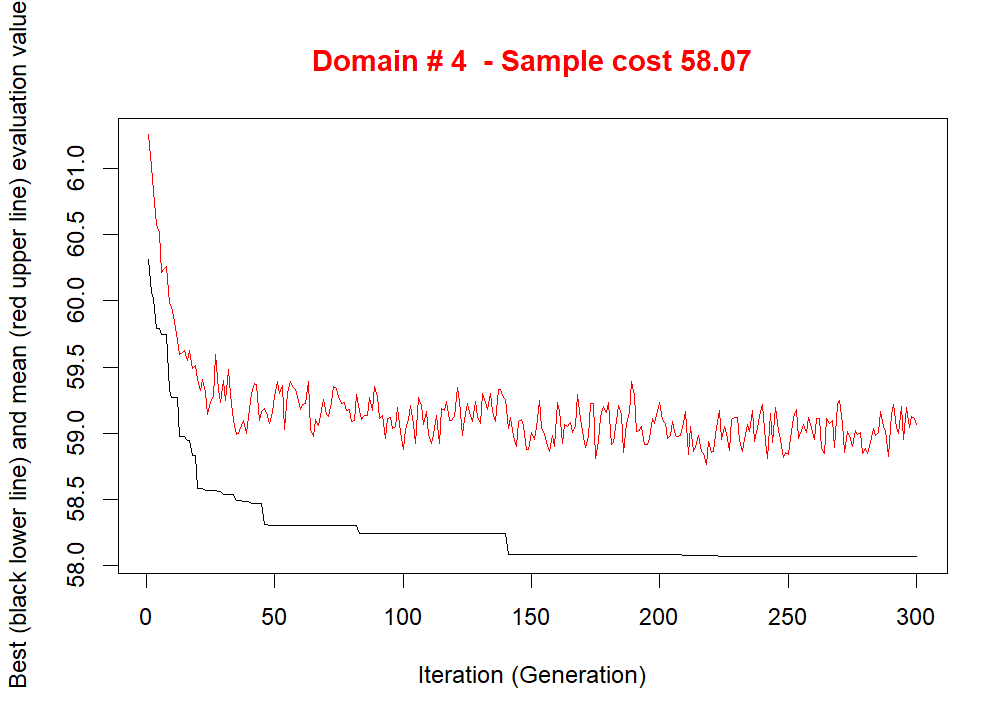 Domain # 4  - Sample cost 58.07
Best (black lower line) and mean (red upper line) evaluation value
61.0
60.5
60.0
59.5
59.0
58.5
58.0
0 50 100 150 200 250 300
Iteration (Generation)